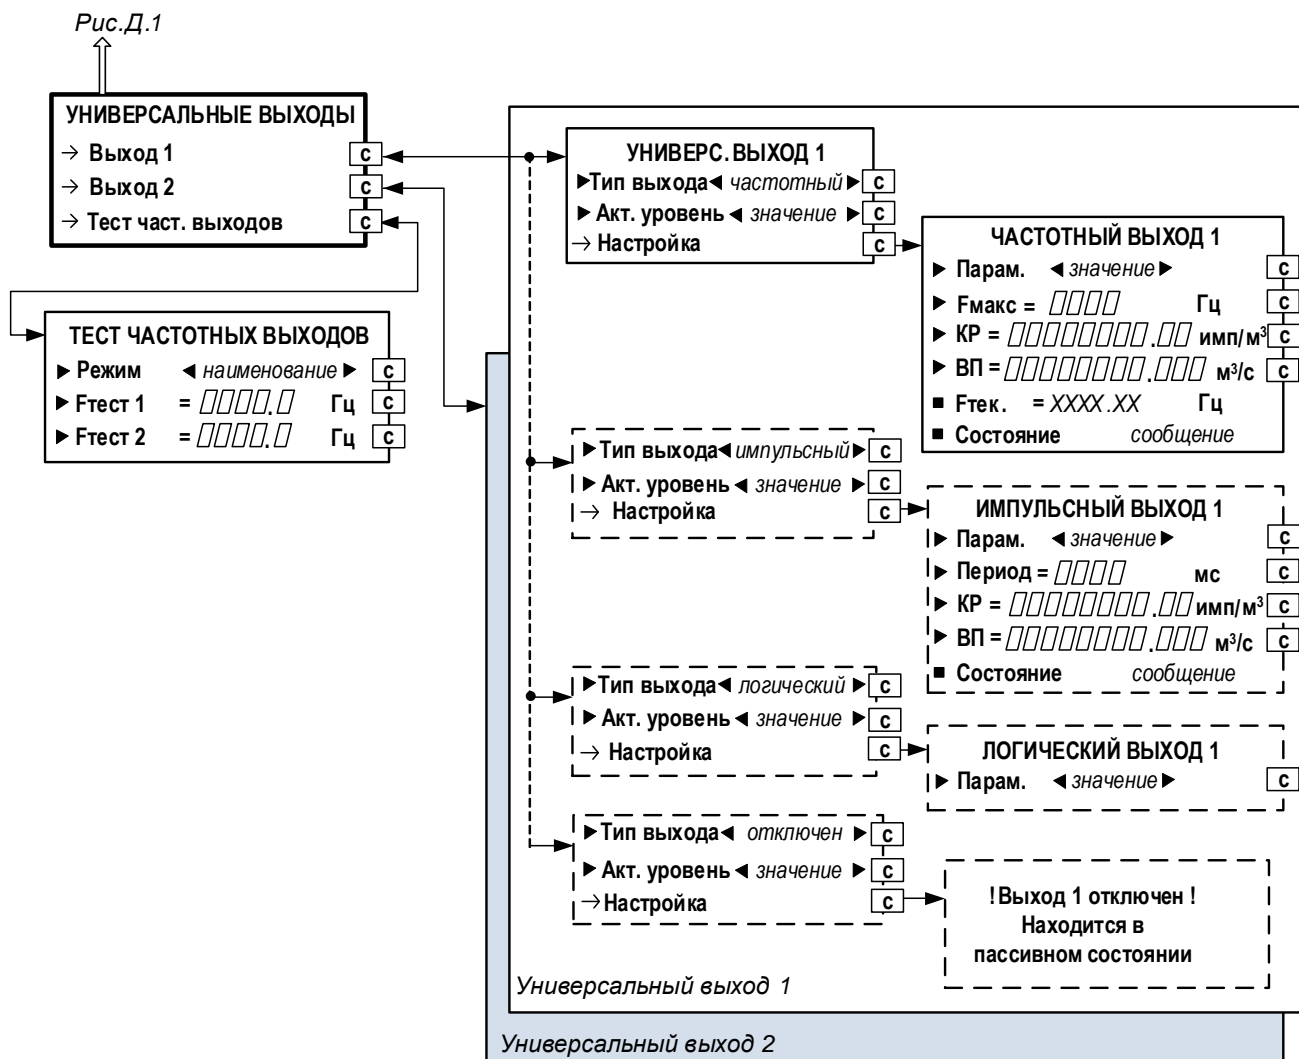 Рис.Д.1
УНИВЕРСАЛЬНЫЕ ВЫХОДЫ
→ Выход 1 с
→ Выход 2 с
→ Тест част. выходов с
ТЕСТ ЧАСТОТНЫХ ВЫХОДОВ
▶ Режим ◀ наименование ▶ с
▶ Fтест 1 = ▯▯▯▯.▯ Гц с
▶ Fтест 2 = ▯▯▯▯.▯ Гц с
УНИВЕРС. ВЫХОД 1
▶ Тип выхода ◀ частотный ▶ с
▶ Акт. уровень ◀ значение ▶ с
→ Настройка с
ЧАСТОТНЫЙ ВЫХОД 1
▶ Парам. ◀ значение ▶ с
▶ Fмакс = ▯▯▯▯ Гц с
▶ КР = ▯▯▯▯▯▯▯▯.▯▯ имп/м³ с
▶ ВП = ▯▯▯▯▯▯▯▯.▯▯▯ м³/с с
■ Fтек. = XXXX.XX Гц
■ Состояние сообщение
▶ Тип выхода ◀ импульсный ▶ с
▶ Акт. уровень ◀ значение ▶ с
→ Настройка с
ИМПУЛЬСНЫЙ ВЫХОД 1
▶ Парам. ◀ значение ▶ с
▶ Период = ▯▯▯▯ мс с
▶ КР = ▯▯▯▯▯▯▯▯.▯▯ имп/м³ с
▶ ВП = ▯▯▯▯▯▯▯▯.▯▯▯ м³/с с
■ Состояние сообщение
▶ Тип выхода ◀ логический ▶ с
▶ Акт. уровень ◀ значение ▶ с
→ Настройка с
ЛОГИЧЕСКИЙ ВЫХОД 1
▶ Парам. ◀ значение ▶ с
▶ Тип выхода ◀ отключен ▶ с
▶ Акт. уровень ◀ значение ▶ с
→ Настройка с
! Выход 1 отключен !
Находится в
пассивном состоянии
Универсальный выход 1
Универсальный выход 2